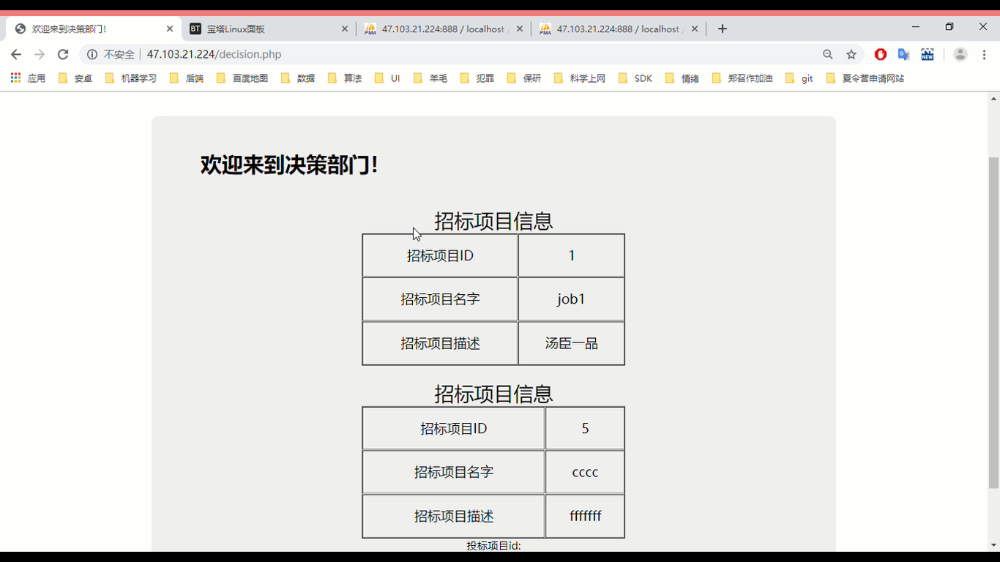 欢迎来到决策部门!
宝塔Linux面板
47.103.21.224:888 / localhost
47.103.21.224:888 / localhost
不安全
47.103.21.224/decision.php
NEW
应用 安卓 机器学习 后端 百度地图 数据 算法 UI 羊毛 犯罪 保研 科学上网 SDK 情绪 郑召作加油 git 夏令营申请网站
欢迎来到决策部门!
招标项目信息
招标项目ID 1
招标项目名字 job1
招标项目描述 汤臣一品
招标项目信息
招标项目ID 5
招标项目名字 cccc
招标项目描述 fffffff
投标项目id: